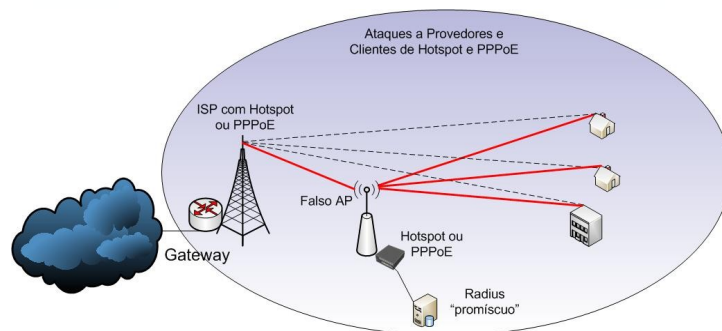 Ataques a Provedores e
Clientes de Hotspot e PPPoE
ISP com Hotspot
ou PPPoE
Falso AP
Gateway
Hotspot ou
PPPoE
Radius
“promíscuo”